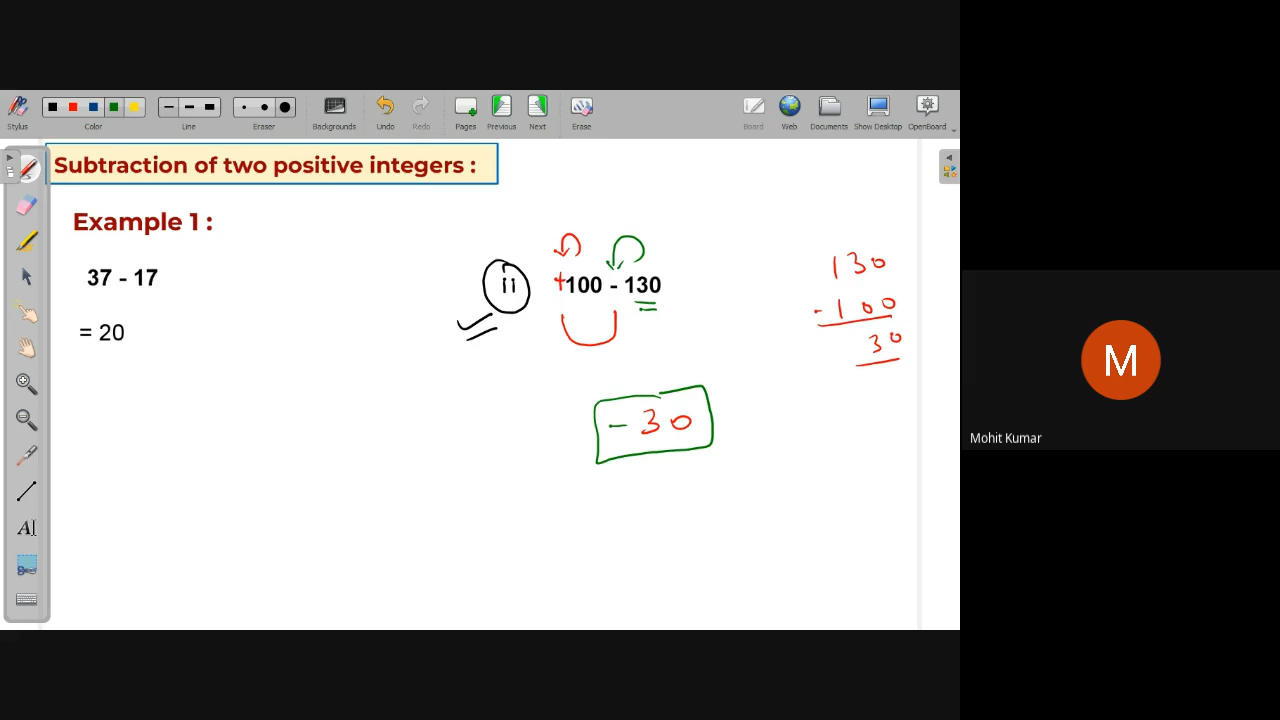 Stylus
Color
Line
Eraser
Backgrounds
Undo
Redo
Pages
Previous
Next
Erase
Board
Web
Documents
Show Desktop
OpenBoard
Subtraction of two positive integers :
Example 1 :
37 - 17
= 20
ii
+100 - 130
- 30
130
- 100
30
M
Mohit Kumar